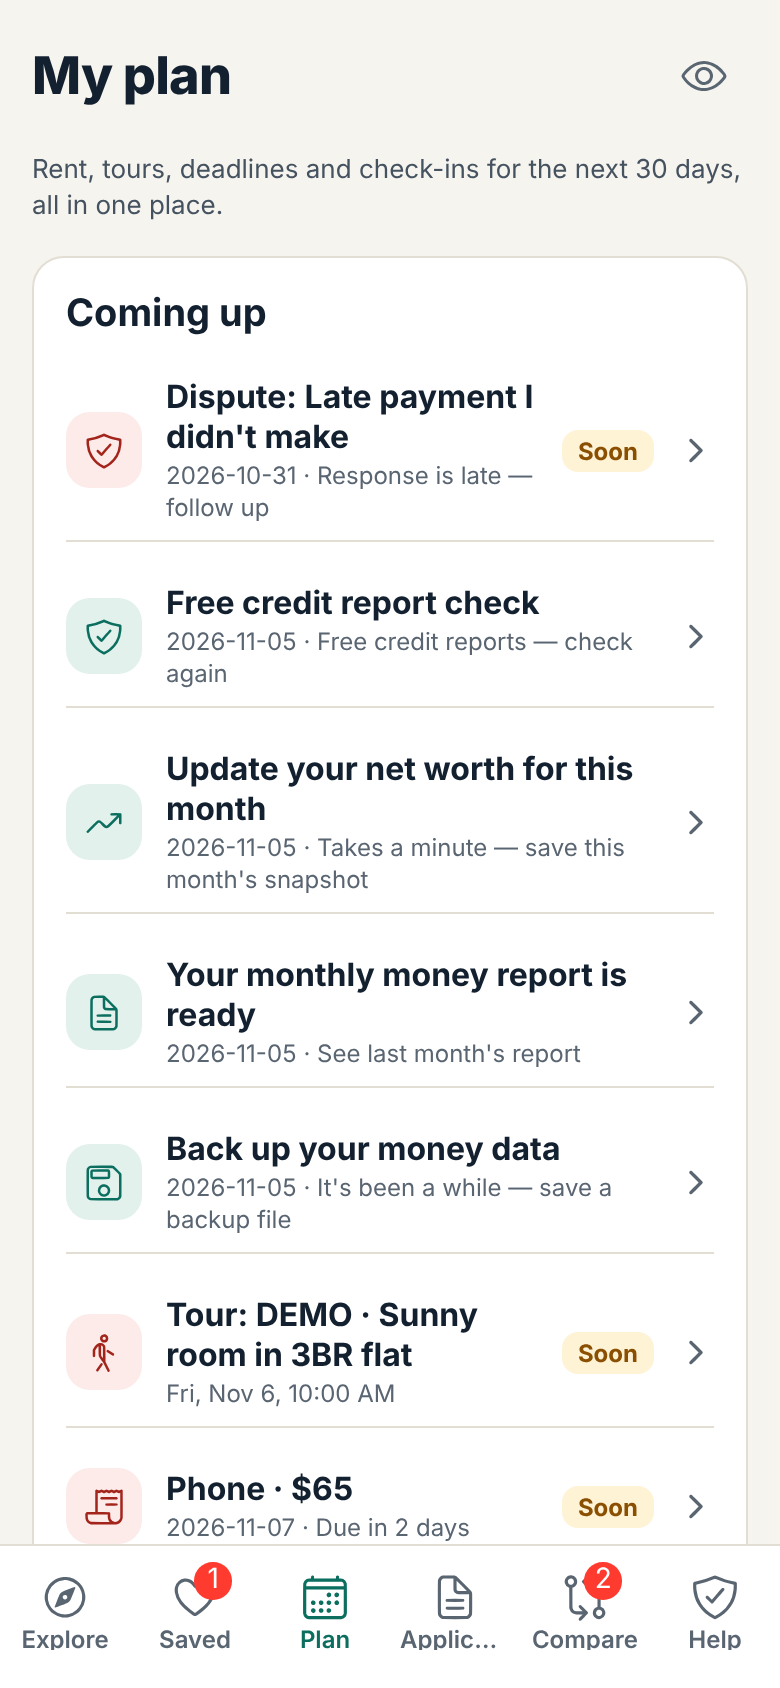 My plan
Rent, tours, deadlines and check-ins for the next 30 days,
all in one place.
Coming up
Dispute: Late payment I
didn't make
2026-10-31 · Response is late —
follow up
Soon
Free credit report check
2026-11-05 · Free credit reports — check
again
Update your net worth for this
month
2026-11-05 · Takes a minute — save this
month's snapshot
Your monthly money report is
ready
2026-11-05 · See last month's report
Back up your money data
2026-11-05 · It's been a while — save a
backup file
Tour: DEMO · Sunny
room in 3BR flat
Fri, Nov 6, 10:00 AM
Soon
Phone · $65
2026-11-07 · Due in 2 days
Soon
1
2
Explore
Saved
Plan
Applic...
Compare
Help